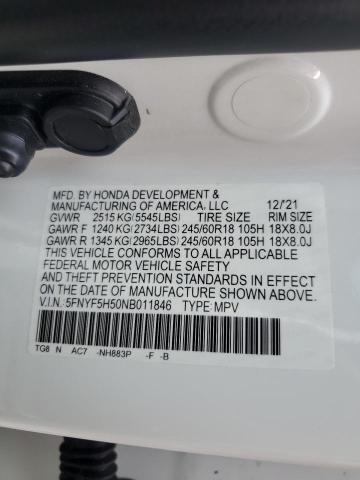 MFD. BY HONDA DEVELOPMENT &
MANUFACTURING OF AMERICA, LLC 12/21
GVWR 2515 KG (5545LBS) TIRE SIZE RIM SIZE
GAWR F 1240 KG (2734LBS) 245/60R18 105H 18X8.0J
GAWR R 1345 KG (2965LBS) 245/60R18 105H 18X8.0J
THIS VEHICLE CONFORMS TO ALL APPLICABLE
FEDERAL MOTOR VEHICLE SAFETY
AND THEFT PREVENTION STANDARDS IN EFFECT
ON THE DATE OF MANUFACTURE SHOWN ABOVE.
V.I.N.: 5FNYF5H50NB011846 TYPE: MPV
TG8 N AC7 -NH883P -F -B